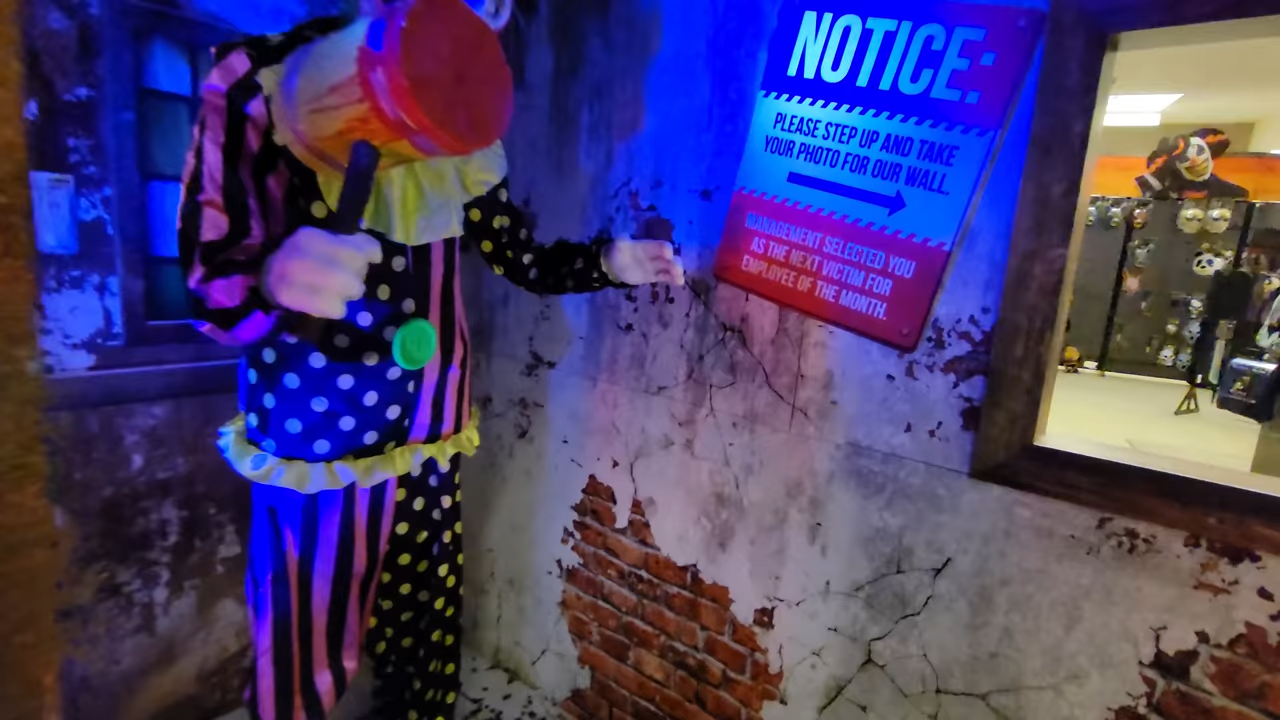 NOTICE:
PLEASE STEP UP AND TAKE
YOUR PHOTO FOR OUR WALL.
MANAGEMENT SELECTED YOU
AS THE NEXT VICTIM FOR
EMPLOYEE OF THE MONTH.